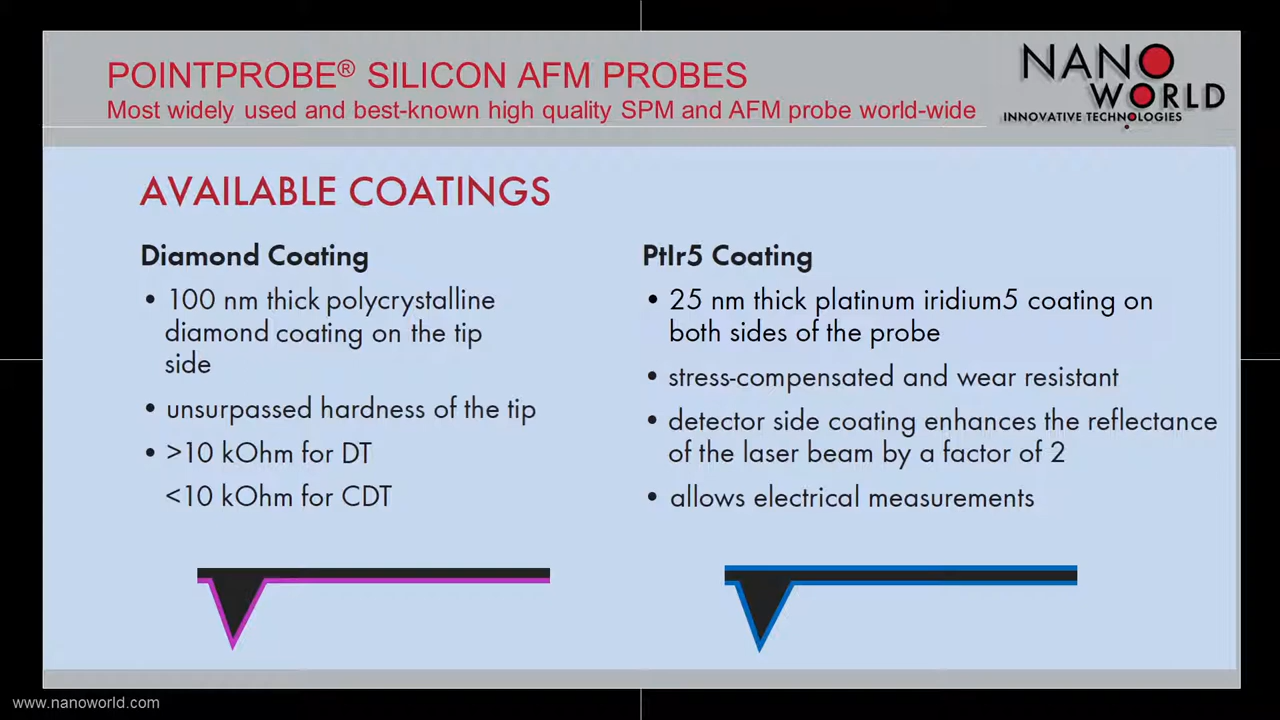 POINTPROBE® SILICON AFM PROBES
Most widely used and best-known high quality SPM and AFM probe world-wide
NANO
WORLD
INNOVATIVE TECHNOLOGIES
AVAILABLE COATINGS
Diamond Coating
• 100 nm thick polycrystalline
diamond coating on the tip
side
• unsurpassed hardness of the tip
• >10 kOhm for DT
<10 kOhm for CDT
PtIr5 Coating
• 25 nm thick platinum iridium5 coating on
both sides of the probe
• stress-compensated and wear resistant
• detector side coating enhances the reflectance
of the laser beam by a factor of 2
• allows electrical measurements
www.nanoworld.com